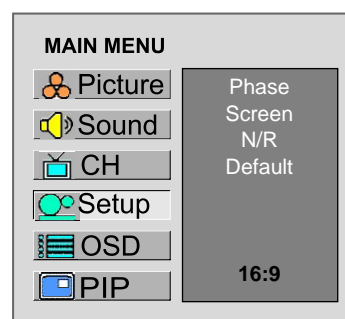 MAIN MENU
Picture
Sound
CH
Setup
OSD
PIP
Phase
Screen
N/R
Default
16:9